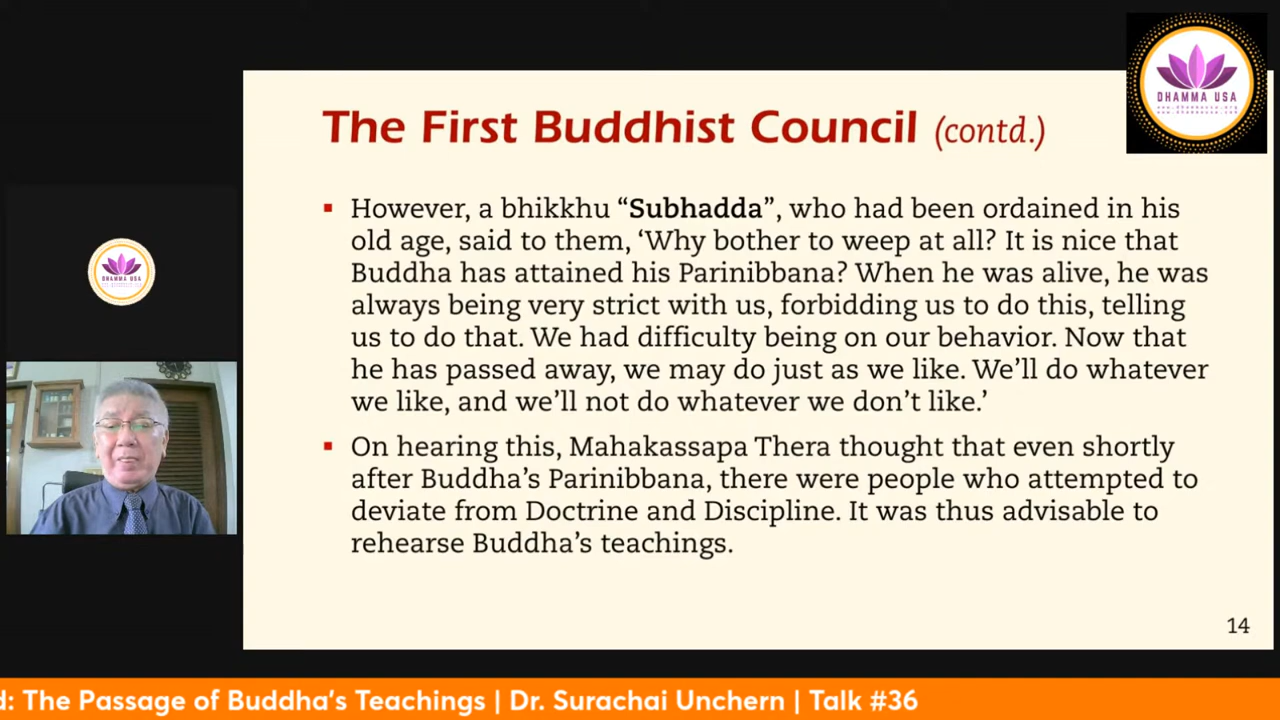 The First Buddhist Council (contd.)
▪ However, a bhikkhu “Subhadda”, who had been ordained in his
old age, said to them, ‘Why bother to weep at all? It is nice that
Buddha has attained his Parinibbana? When he was alive, he was
always being very strict with us, forbidding us to do this, telling
us to do that. We had difficulty being on our behavior. Now that
he has passed away, we may do just as we like. We’ll do whatever
we like, and we’ll not do whatever we don’t like.’
▪ On hearing this, Mahakassapa Thera thought that even shortly
after Buddha’s Parinibbana, there were people who attempted to
deviate from Doctrine and Discipline. It was thus advisable to
rehearse Buddha’s teachings.
14
DHAMMA USA
d: The Passage of Buddha’s Teachings | Dr. Surachai Unchern | Talk #36